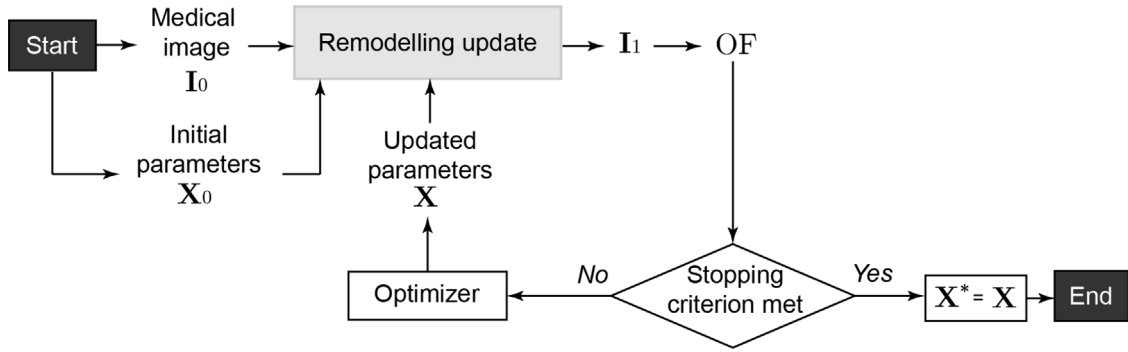 Start
Medical
image
I0
Remodelling update
I1
OF
Initial
parameters
X0
Updated
parameters
X
Optimizer
No
Stopping
criterion met
Yes
X* = X
End